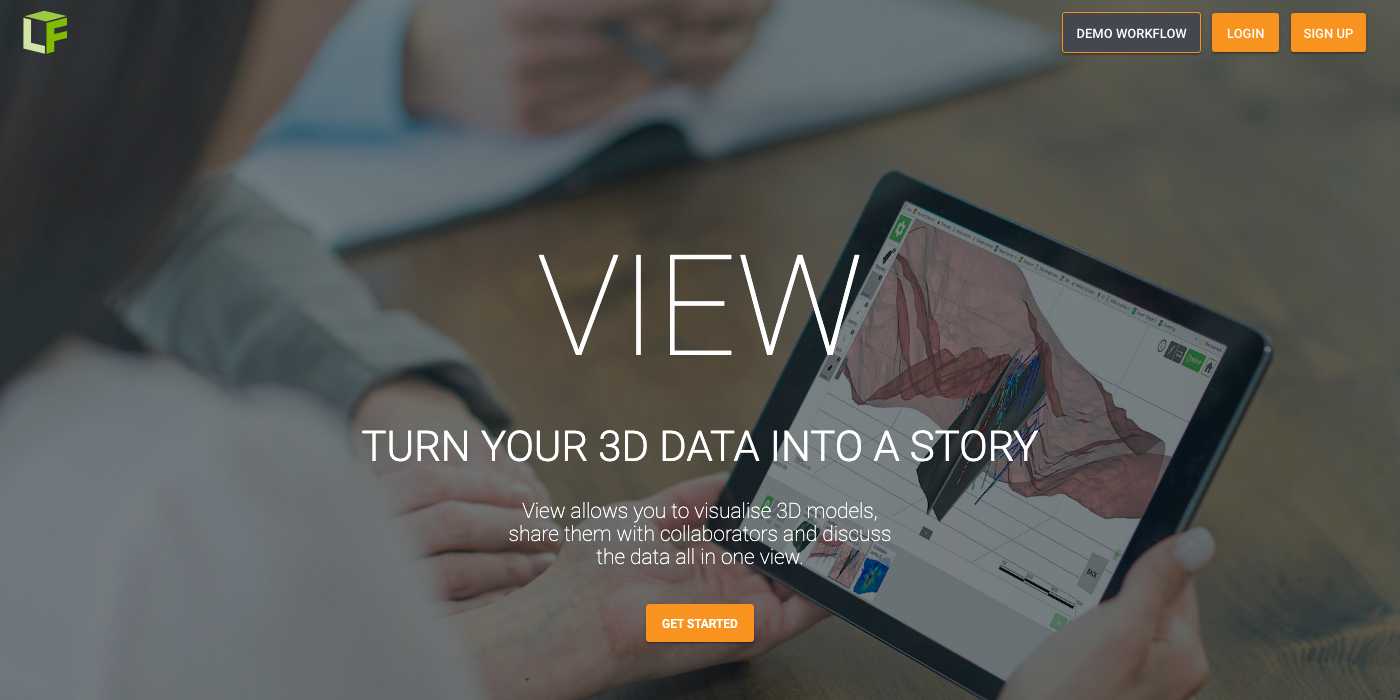 LF
DEMO WORKFLOW
LOGIN
SIGN UP
VIEW
TURN YOUR 3D DATA INTO A STORY
View allows you to visualise 3D models,
share them with collaborators and discuss
the data all in one view.
BACK
GET STARTED